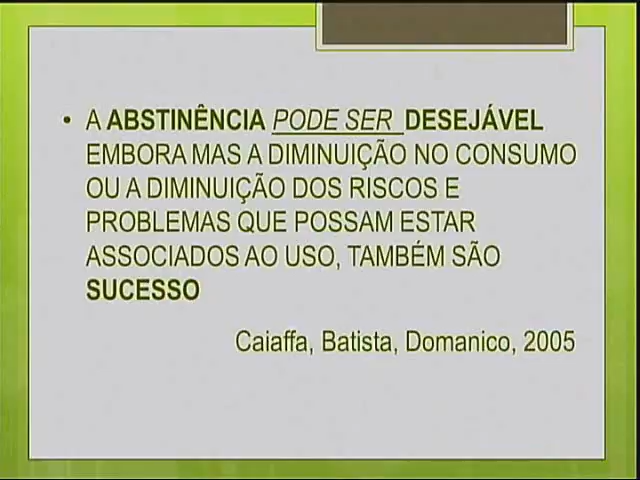 • A ABSTINÊNCIA PODE SER DESEJÁVEL
EMBORA MAS A DIMINUIÇÃO NO CONSUMO
OU A DIMINUIÇÃO DOS RISCOS E
PROBLEMAS QUE POSSAM ESTAR
ASSOCIADOS AO USO, TAMBÉM SÃO
SUCESSO
Caiaffa, Batista, Domanico, 2005